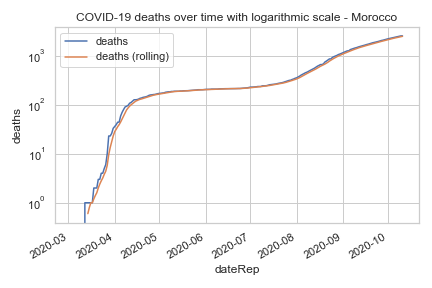 COVID-19 deaths over time with logarithmic scale - Morocco
deaths
deaths (rolling)
10³
10²
10¹
10⁰
deaths
2020-03
2020-04
2020-05
2020-06
2020-07
2020-08
2020-09
2020-10
dateRep